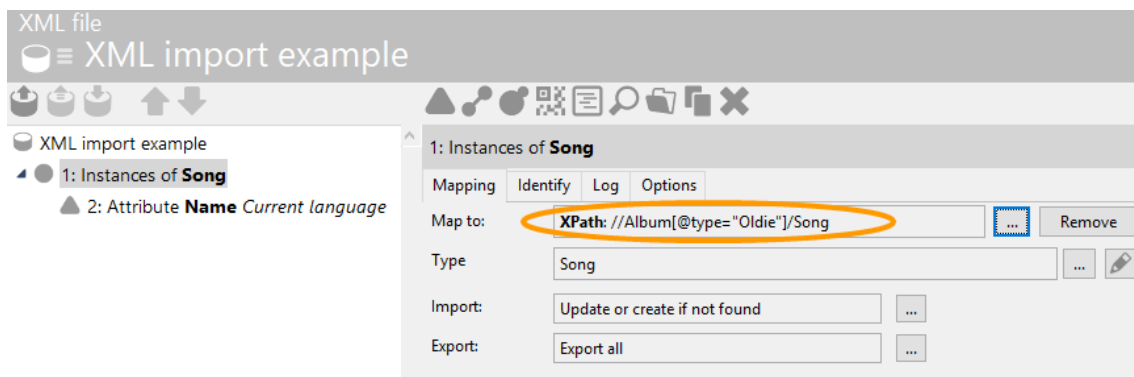 XML file
XML import example
XML import example
1: Instances of Song
2: Attribute Name Current language
1: Instances of Song
Mapping Identify Log Options
Map to: XPath: //Album[@type="Oldie"]/Song ... Remove
Type Song ...
Import: Update or create if not found ...
Export: Export all ...